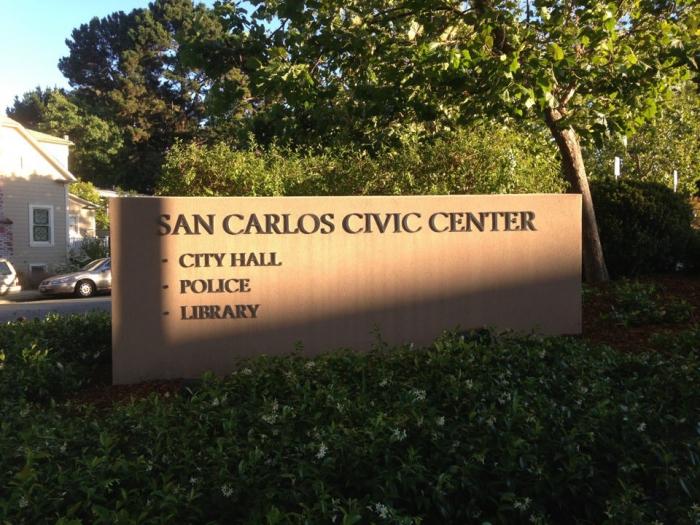 SAN CARLOS CIVIC CENTER
· CITY HALL
· POLICE
· LIBRARY